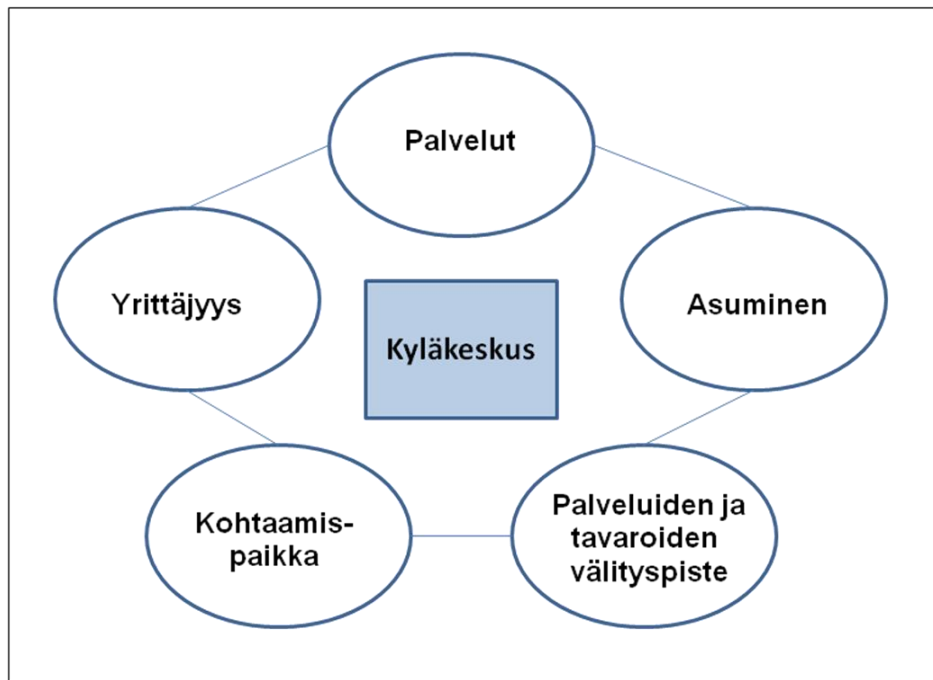 Palvelut
Yrittäjyys
Asuminen
Kyläkeskus
Kohtaamis-
paikka
Palveluiden ja
tavaroiden
välityspiste